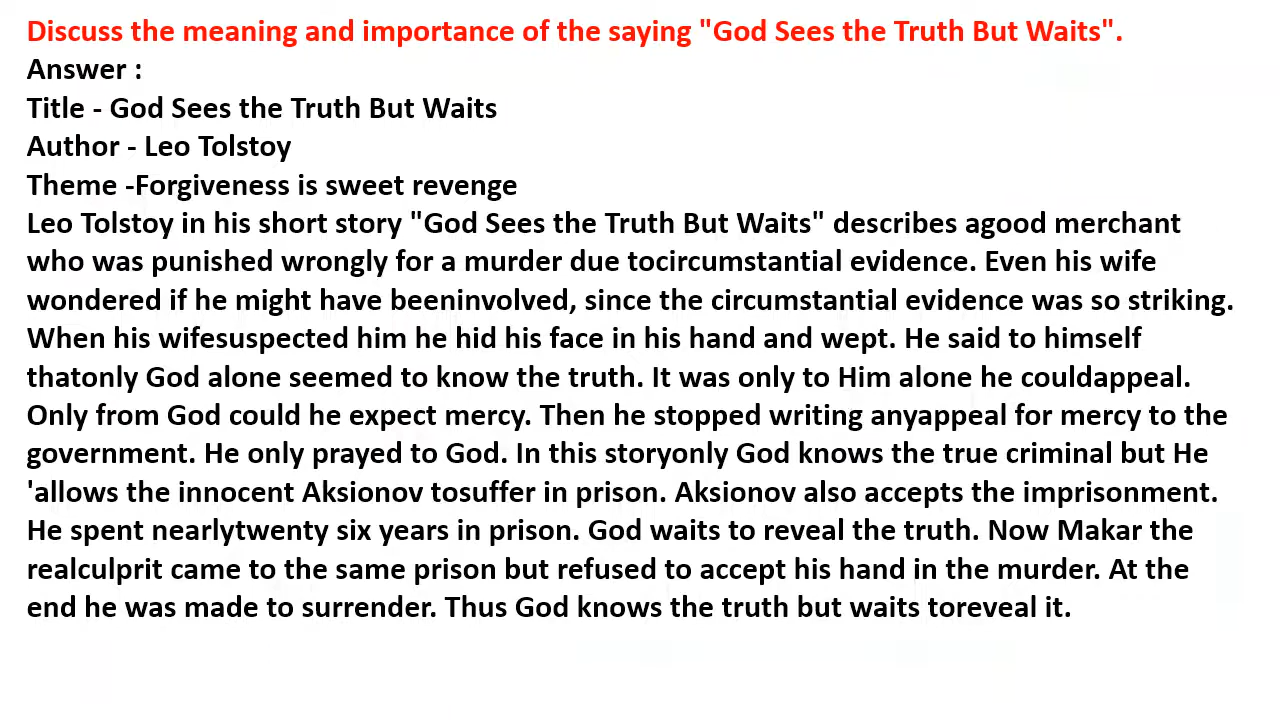 Discuss the meaning and importance of the saying "God Sees the Truth But Waits".
Answer :
Title - God Sees the Truth But Waits
Author - Leo Tolstoy
Theme -Forgiveness is sweet revenge
Leo Tolstoy in his short story "God Sees the Truth But Waits" describes agood merchant
who was punished wrongly for a murder due tocircumstantial evidence. Even his wife
wondered if he might have beeninvolved, since the circumstantial evidence was so striking.
When his wifesuspected him he hid his face in his hand and wept. He said to himself
thatonly God alone seemed to know the truth. It was only to Him alone he couldappeal.
Only from God could he expect mercy. Then he stopped writing anyappeal for mercy to the
government. He only prayed to God. In this storyonly God knows the true criminal but He
'allows the innocent Aksionov tosuffer in prison. Aksionov also accepts the imprisonment.
He spent nearlytwenty six years in prison. God waits to reveal the truth. Now Makar the
realculprit came to the same prison but refused to accept his hand in the murder. At the
end he was made to surrender. Thus God knows the truth but waits toreveal it.